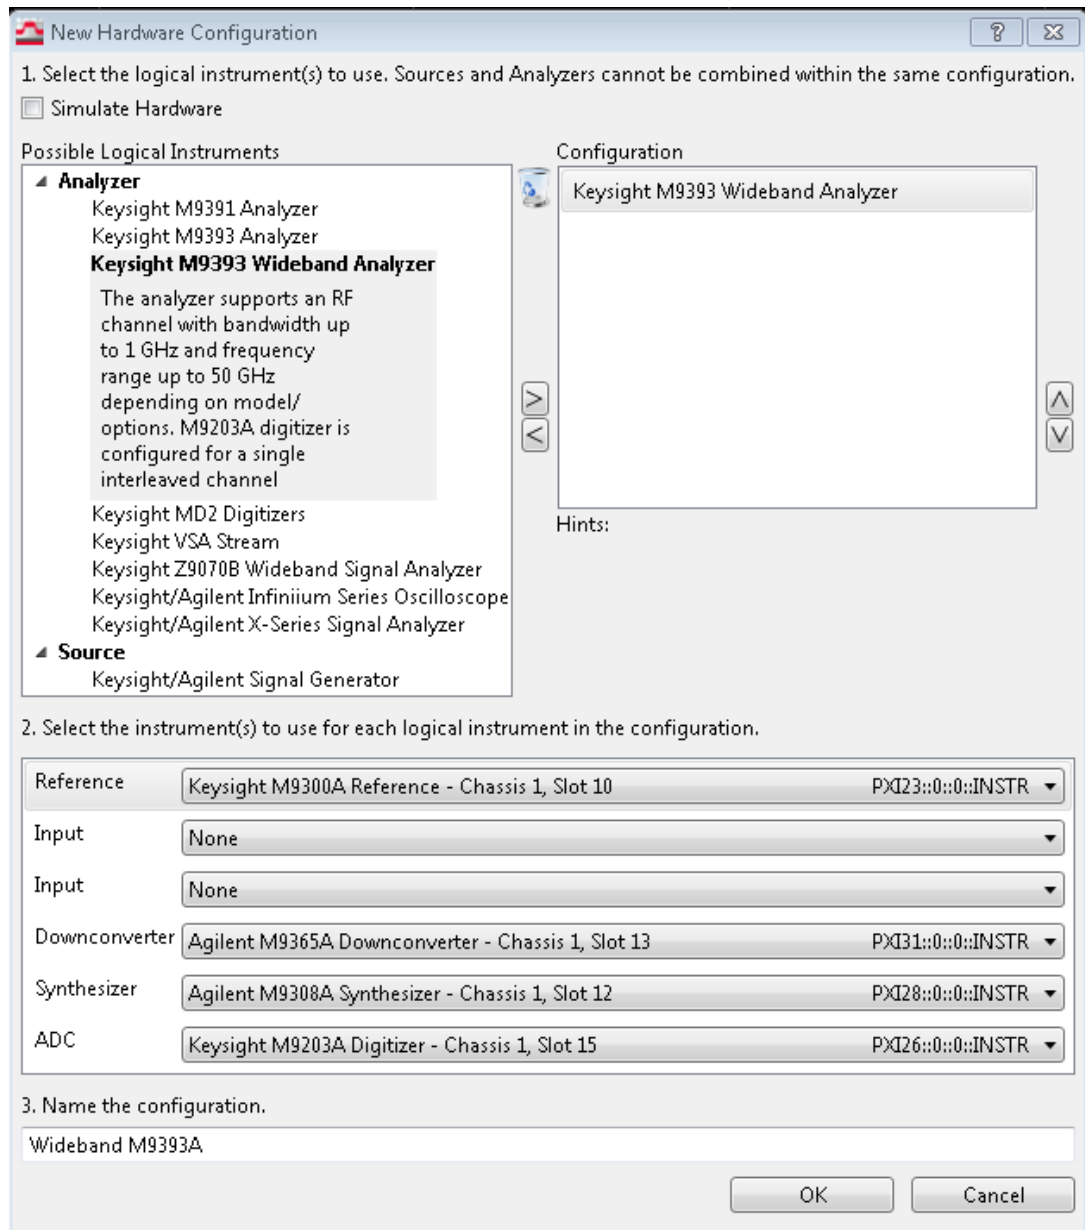 New Hardware Configuration
1. Select the logical instrument(s) to use. Sources and Analyzers cannot be combined within the same configuration.
Simulate Hardware
Possible Logical Instruments
Analyzer
Keysight M9391 Analyzer
Keysight M9393 Analyzer
Keysight M9393 Wideband Analyzer
The analyzer supports an RF
channel with bandwidth up
to 1 GHz and frequency
range up to 50 GHz
depending on model/
options. M9203A digitizer is
configured for a single
interleaved channel
Keysight MD2 Digitizers
Keysight VSA Stream
Keysight Z9070B Wideband Signal Analyzer
Keysight/Agilent Infiniium Series Oscilloscope
Keysight/Agilent X-Series Signal Analyzer
Source
Keysight/Agilent Signal Generator
Configuration
Keysight M9393 Wideband Analyzer
Hints:
2. Select the instrument(s) to use for each logical instrument in the configuration.
Reference Keysight M9300A Reference - Chassis 1, Slot 10 PXI23::0::0::INSTR
Input None
Input None
Downconverter Agilent M9365A Downconverter - Chassis 1, Slot 13 PXI31::0::0::INSTR
Synthesizer Agilent M9308A Synthesizer - Chassis 1, Slot 12 PXI28::0::0::INSTR
ADC Keysight M9203A Digitizer - Chassis 1, Slot 15 PXI26::0::0::INSTR
3. Name the configuration.
Wideband M9393A
OK Cancel